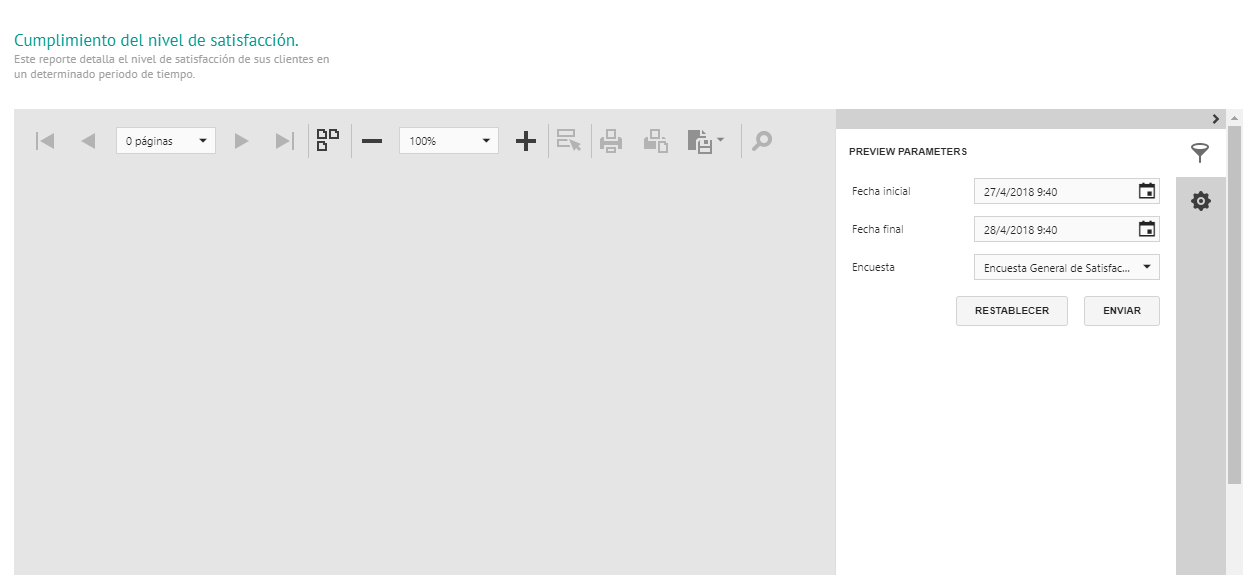 Cumplimiento del nivel de satisfacción.
Este reporte detalla el nivel de satisfacción de sus clientes en
un determinado periodo de tiempo.
0 páginas
100%
PREVIEW PARAMETERS
Fecha inicial 27/4/2018 9:40
Fecha final 28/4/2018 9:40
Encuesta Encuesta General de Satisfac...
RESTABLECER ENVIAR